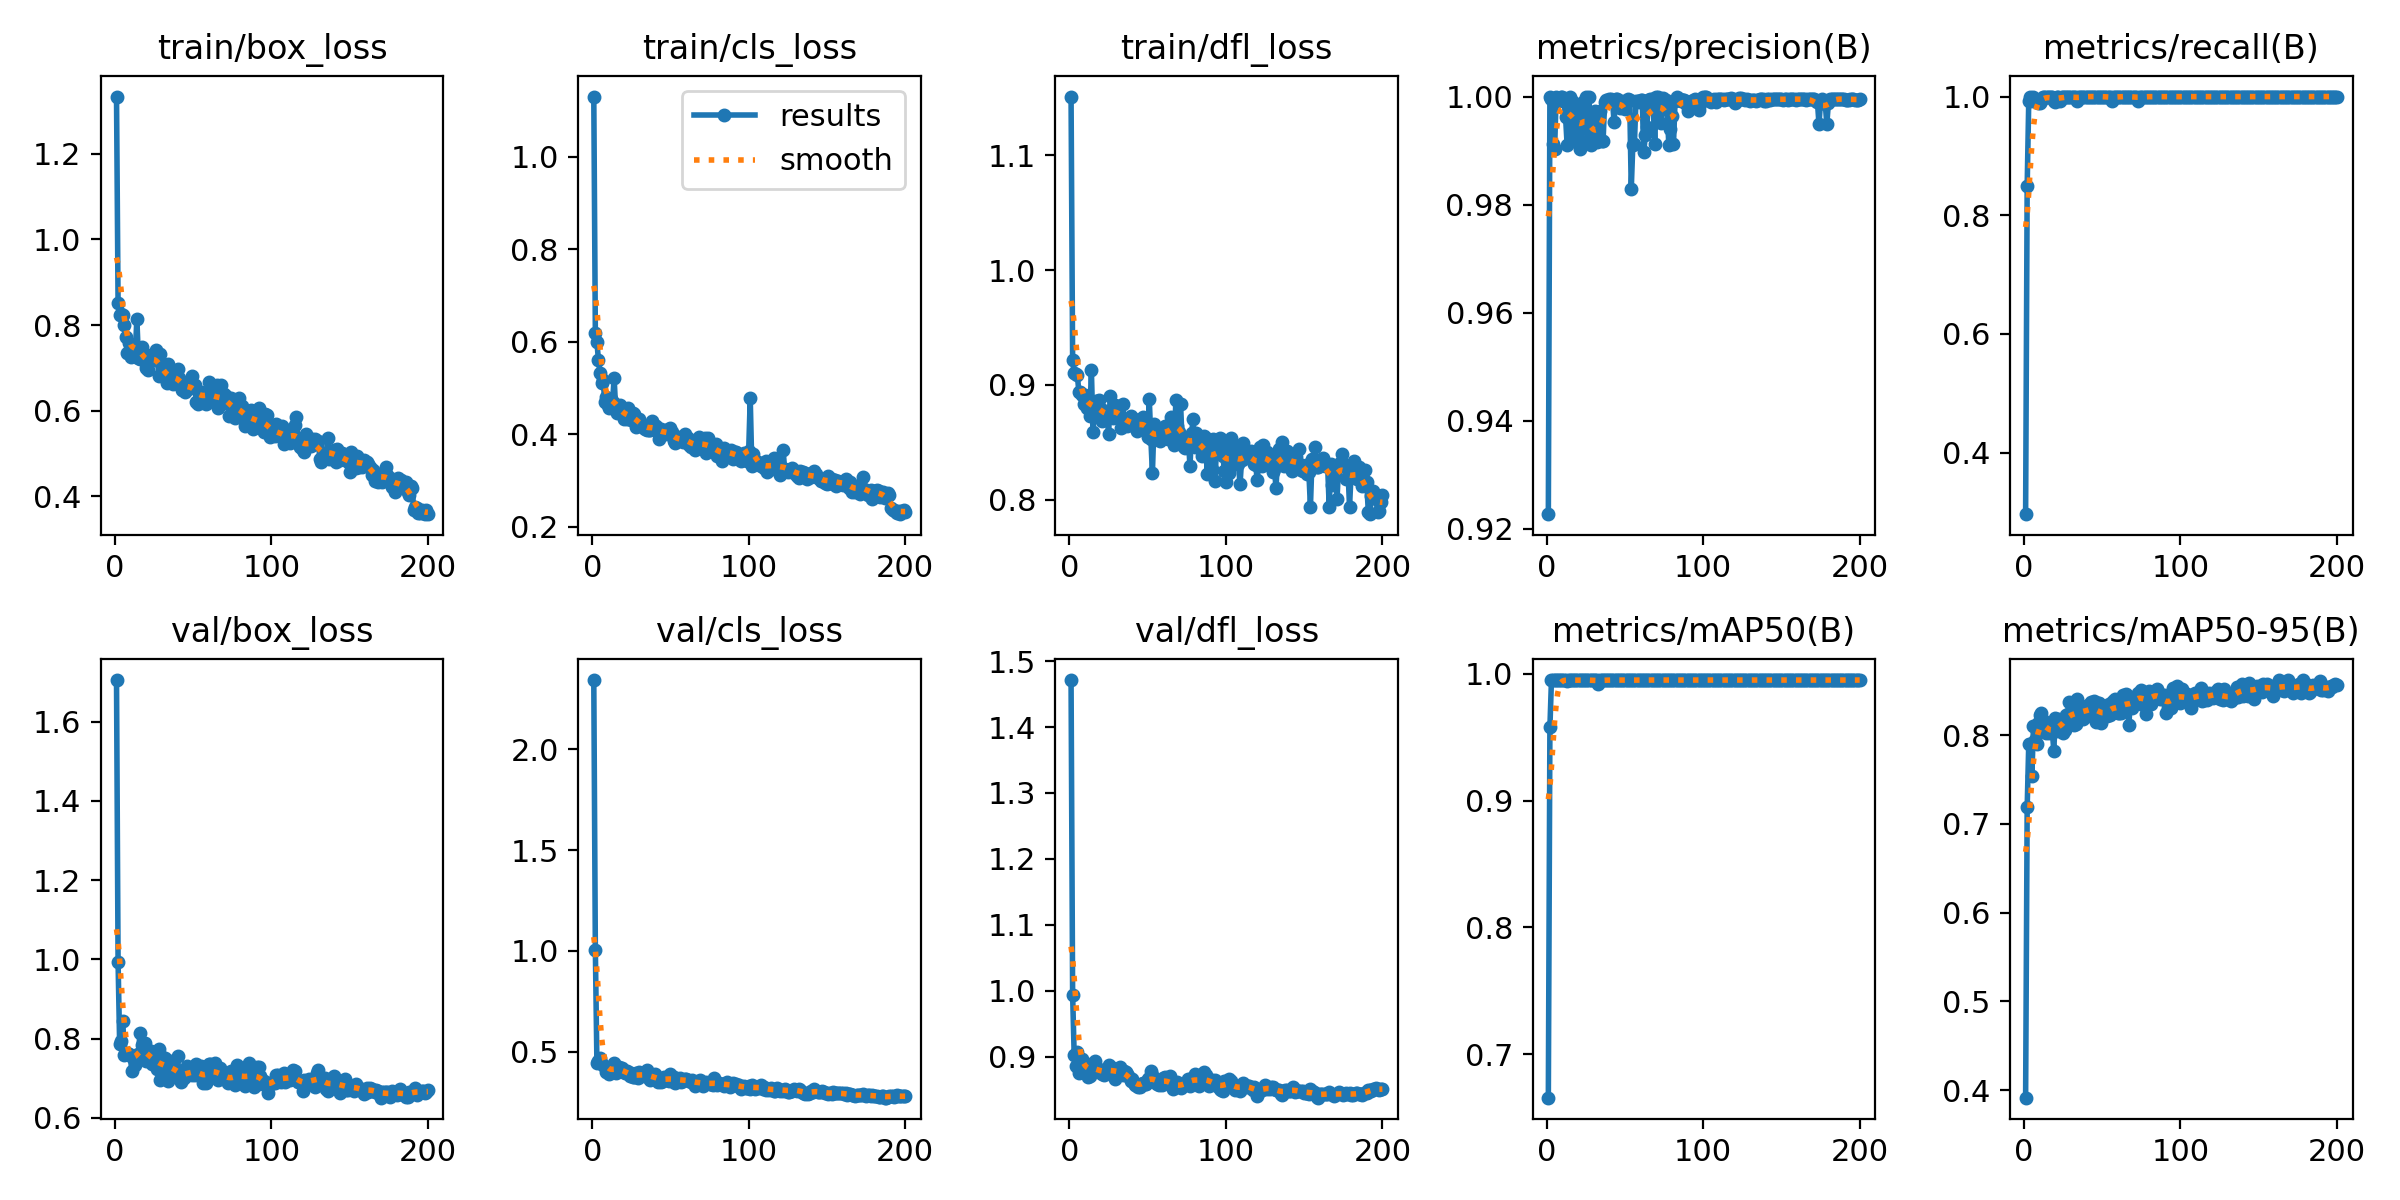 train/box_loss
1.2
1.0
0.8
0.6
0.4
0 100 200
train/cls_loss
results
smooth
1.0
0.8
0.6
0.4
0.2
0 100 200
train/dfl_loss
1.1
1.0
0.9
0.8
0 100 200
metrics/precision(B)
1.00
0.98
0.96
0.94
0.92
0 100 200
metrics/recall(B)
1.0
0.8
0.6
0.4
0 100 200
val/box_loss
1.6
1.4
1.2
1.0
0.8
0.6
0 100 200
val/cls_loss
2.0
1.5
1.0
0.5
0 100 200
val/dfl_loss
1.5
1.4
1.3
1.2
1.1
1.0
0.9
0 100 200
metrics/mAP50(B)
1.0
0.9
0.8
0.7
0 100 200
metrics/mAP50-95(B)
0.8
0.7
0.6
0.5
0.4
0 100 200